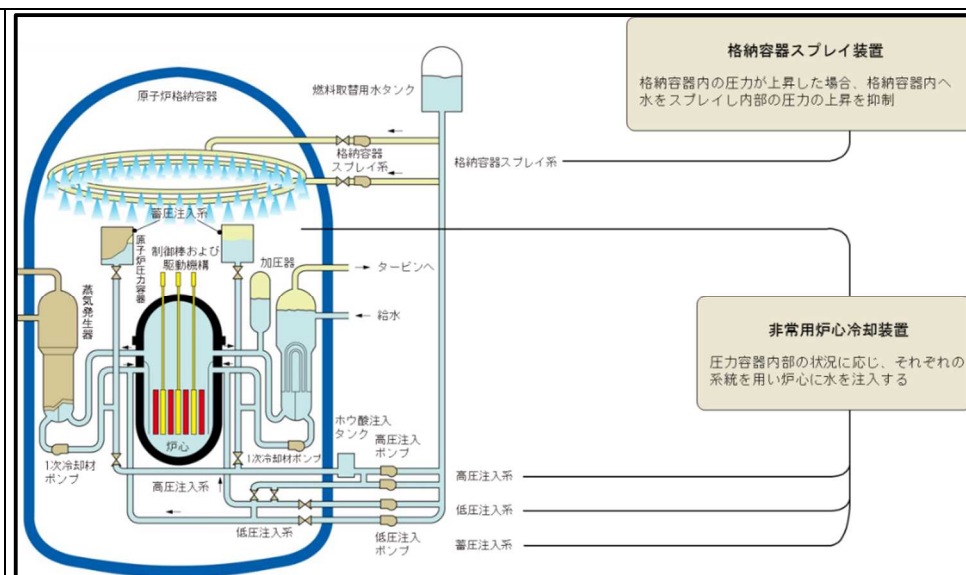 格納容器スプレイ装置
格納容器内の圧力が上昇した場合、格納容器内へ
水をスプレイし内部の圧力の上昇を抑制
原子炉格納容器
燃料取替用水タンク
格納容器
スプレイ系
格納容器スプレイ系
蓄圧注入系
原子炉圧力容器
制御棒および
駆動機構
加圧器
タービンへ
蒸気発生器
給水
非常用炉心冷却装置
圧力容器内部の状況に応じ、それぞれの
系統を用い炉心に水を注入する
炉心
1次冷却材
ポンプ
1次冷却材ポンプ
ホウ酸注入
タンク
高圧注入
ポンプ
高圧注入系
高圧注入系
低圧注入系
低圧注入系
低圧注入
ポンプ
蓄圧注入系